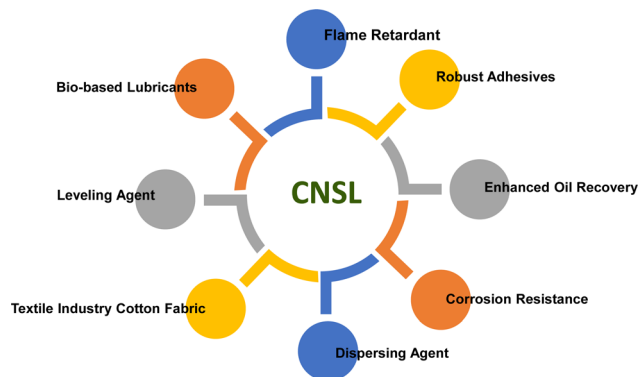 Flame Retardant
Robust Adhesives
Bio-based Lubricants
CNSL
Leveling Agent
Enhanced Oil Recovery
Textile Industry Cotton Fabric
Corrosion Resistance
Dispersing Agent